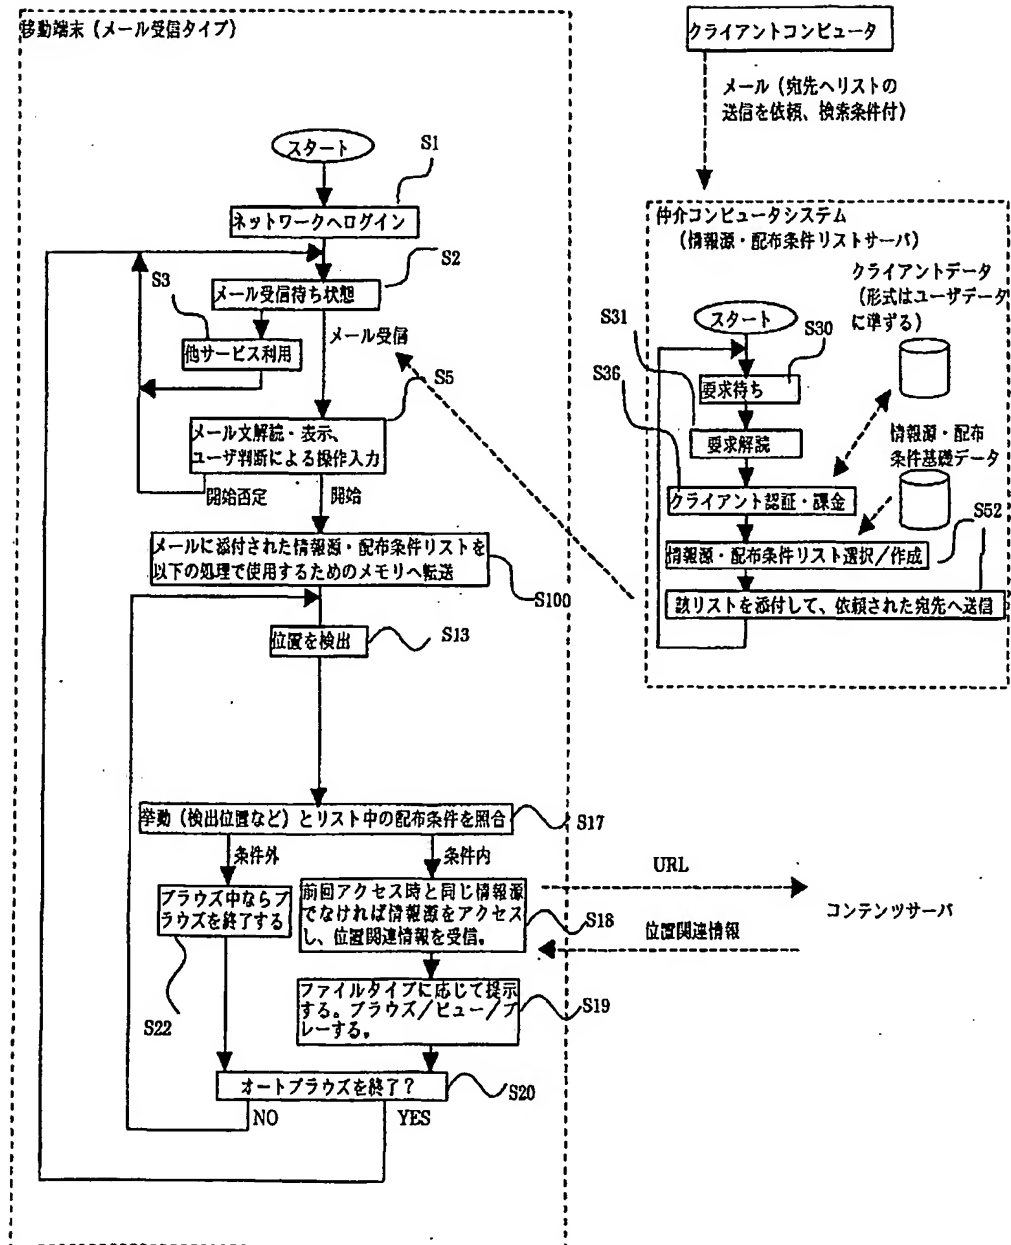 移動端末（メール受信タイプ）
スタート
S1
ネットワークへログイン
S2
S3
メール受信待ち状態
他サービス利用
メール受信
S5
メール文解読・表示、
ユーザ判断による操作入力
開始否定
開始
メールに添付された情報源・配布条件リストを
以下の処理で使用するためのメモリへ転送
S100
位置を検出
S13
挙動（検出位置など）とリスト中の配布条件を照合
S17
条件外
条件内
ブラウズ中ならブ
ラウズを終了する
S22
前回アクセス時と同じ情報源
でなければ情報源をアクセス
し、位置関連情報を受信。
S18
ファイルタイプに応じて提示
する。ブラウズ／ビュー／プ
レーする。
S19
オートブラウズを終了？
S20
NO
YES
クライアントコンピュータ
メール（宛先へリストの
送信を依頼、検索条件付）
仲介コンピュータシステム
（情報源・配布条件リストサーバ）
クライアントデータ
（形式はユーザデータ
に準ずる）
スタート
S30
S31
S36
要求待ち
要求解読
情報源・配布
条件基礎データ
クライアント認証・課金
S52
情報源・配布条件リスト選択／作成
該リストを添付して、依頼された宛先へ送信
URL
コンテンツサーバ
位置関連情報